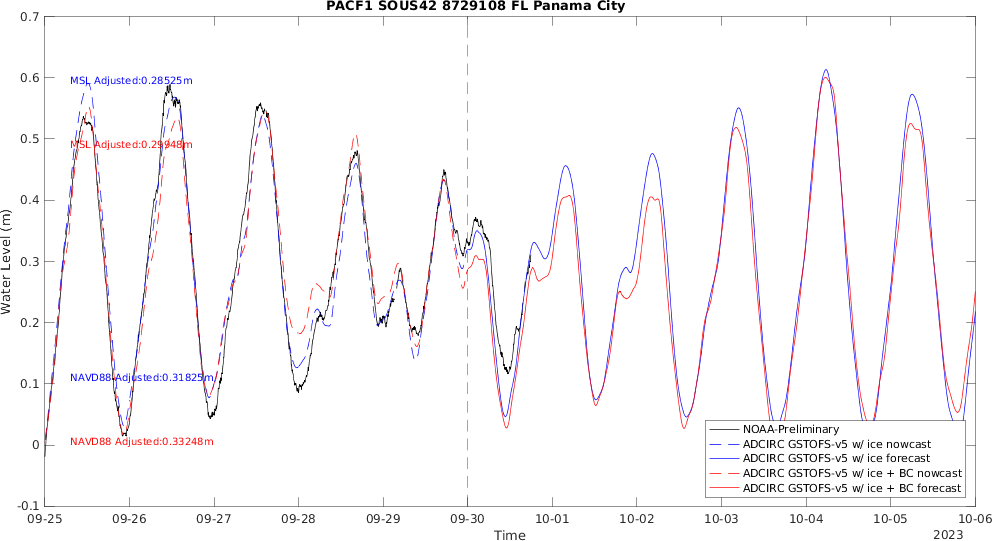 PACF1 SOUS42 8729108 FL Panama City
0.7
0.6
0.5
0.4
0.3
0.2
0.1
0
-0.1
Water Level (m)
MSL Adjusted:0.28525m
MSL Adjusted:0.29948m
NAVD88 Adjusted:0.31825m
NAVD88 Adjusted:0.33248m
NOAA-Preliminary
ADCIRC GSTOFS-v5 w/ ice nowcast
ADCIRC GSTOFS-v5 w/ ice forecast
ADCIRC GSTOFS-v5 w/ ice + BC nowcast
ADCIRC GSTOFS-v5 w/ ice + BC forecast
09-25 09-26 09-27 09-28 09-29 09-30 10-01 10-02 10-03 10-04 10-05 10-06
Time
2023